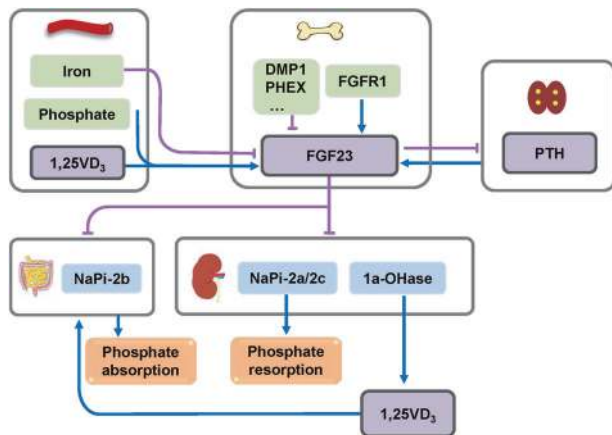 Iron
Phosphate
1,25VD₃
DMP1
PHEX
...
FGFR1
FGF23
PTH
NaPi-2b
NaPi-2a/2c
1a-OHase
Phosphate
absorption
Phosphate
resorption
1,25VD₃